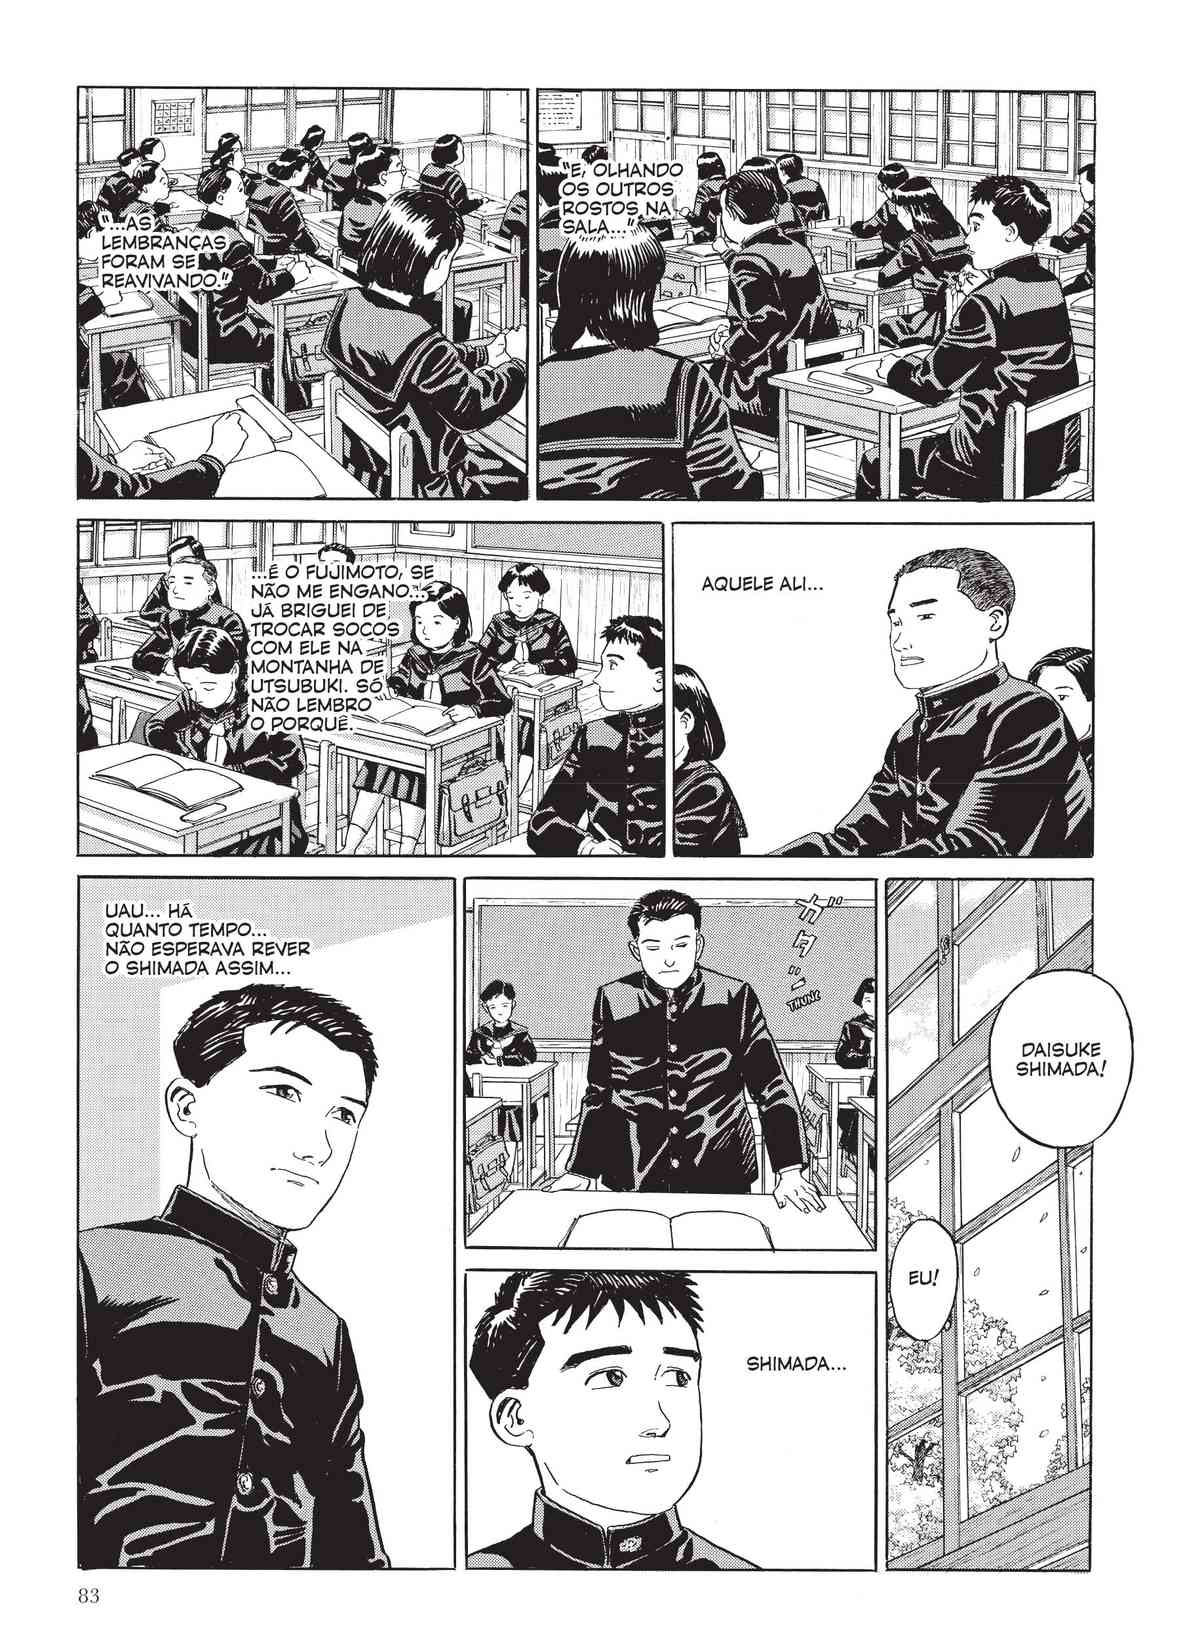 "E, OLHANDO
OS OUTROS
ROSTOS NA
SALA..."
"...AS
LEMBRANÇAS
FORAM SE
REAVIVANDO."
AQUELE ALI...
...É O FUJIMOTO, SE
NÃO ME ENGANO...
JÁ BRIGUEI DE
TROCAR SOCOS
COM ELE NA
MONTANHA DE
UTSUBUKI. SÓ
NÃO LEMBRO
O PORQUÊ.
DAISUKE
SHIMADA!
EU!
ガタン
TRUNC
SHIMADA...
UAU... HÁ
QUANTO TEMPO...
NÃO ESPERAVA REVER
O SHIMADA ASSIM...
83